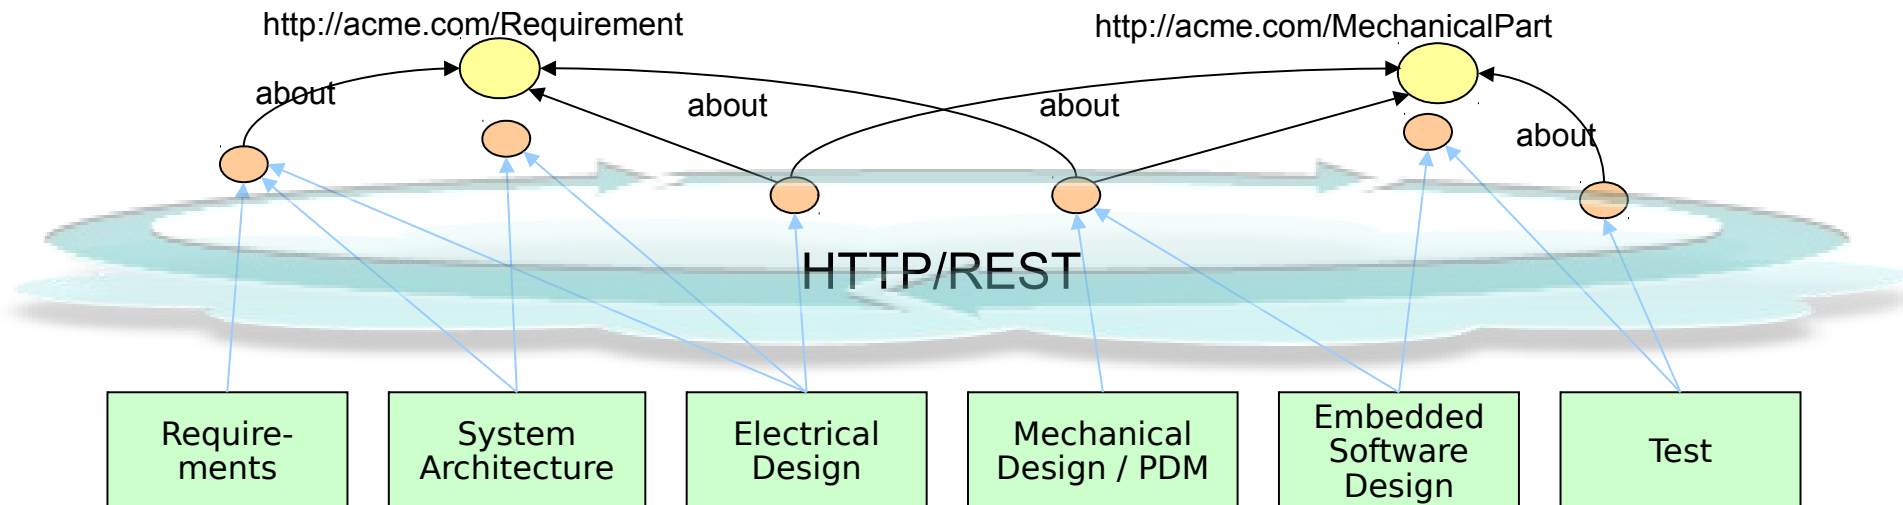 http://acme.com/Requirement
http://acme.com/MechanicalPart
about
about
about
about
HTTP/REST
Require-
ments
System
Architecture
Electrical
Design
Mechanical
Design / PDM
Embedded
Software
Design
Test